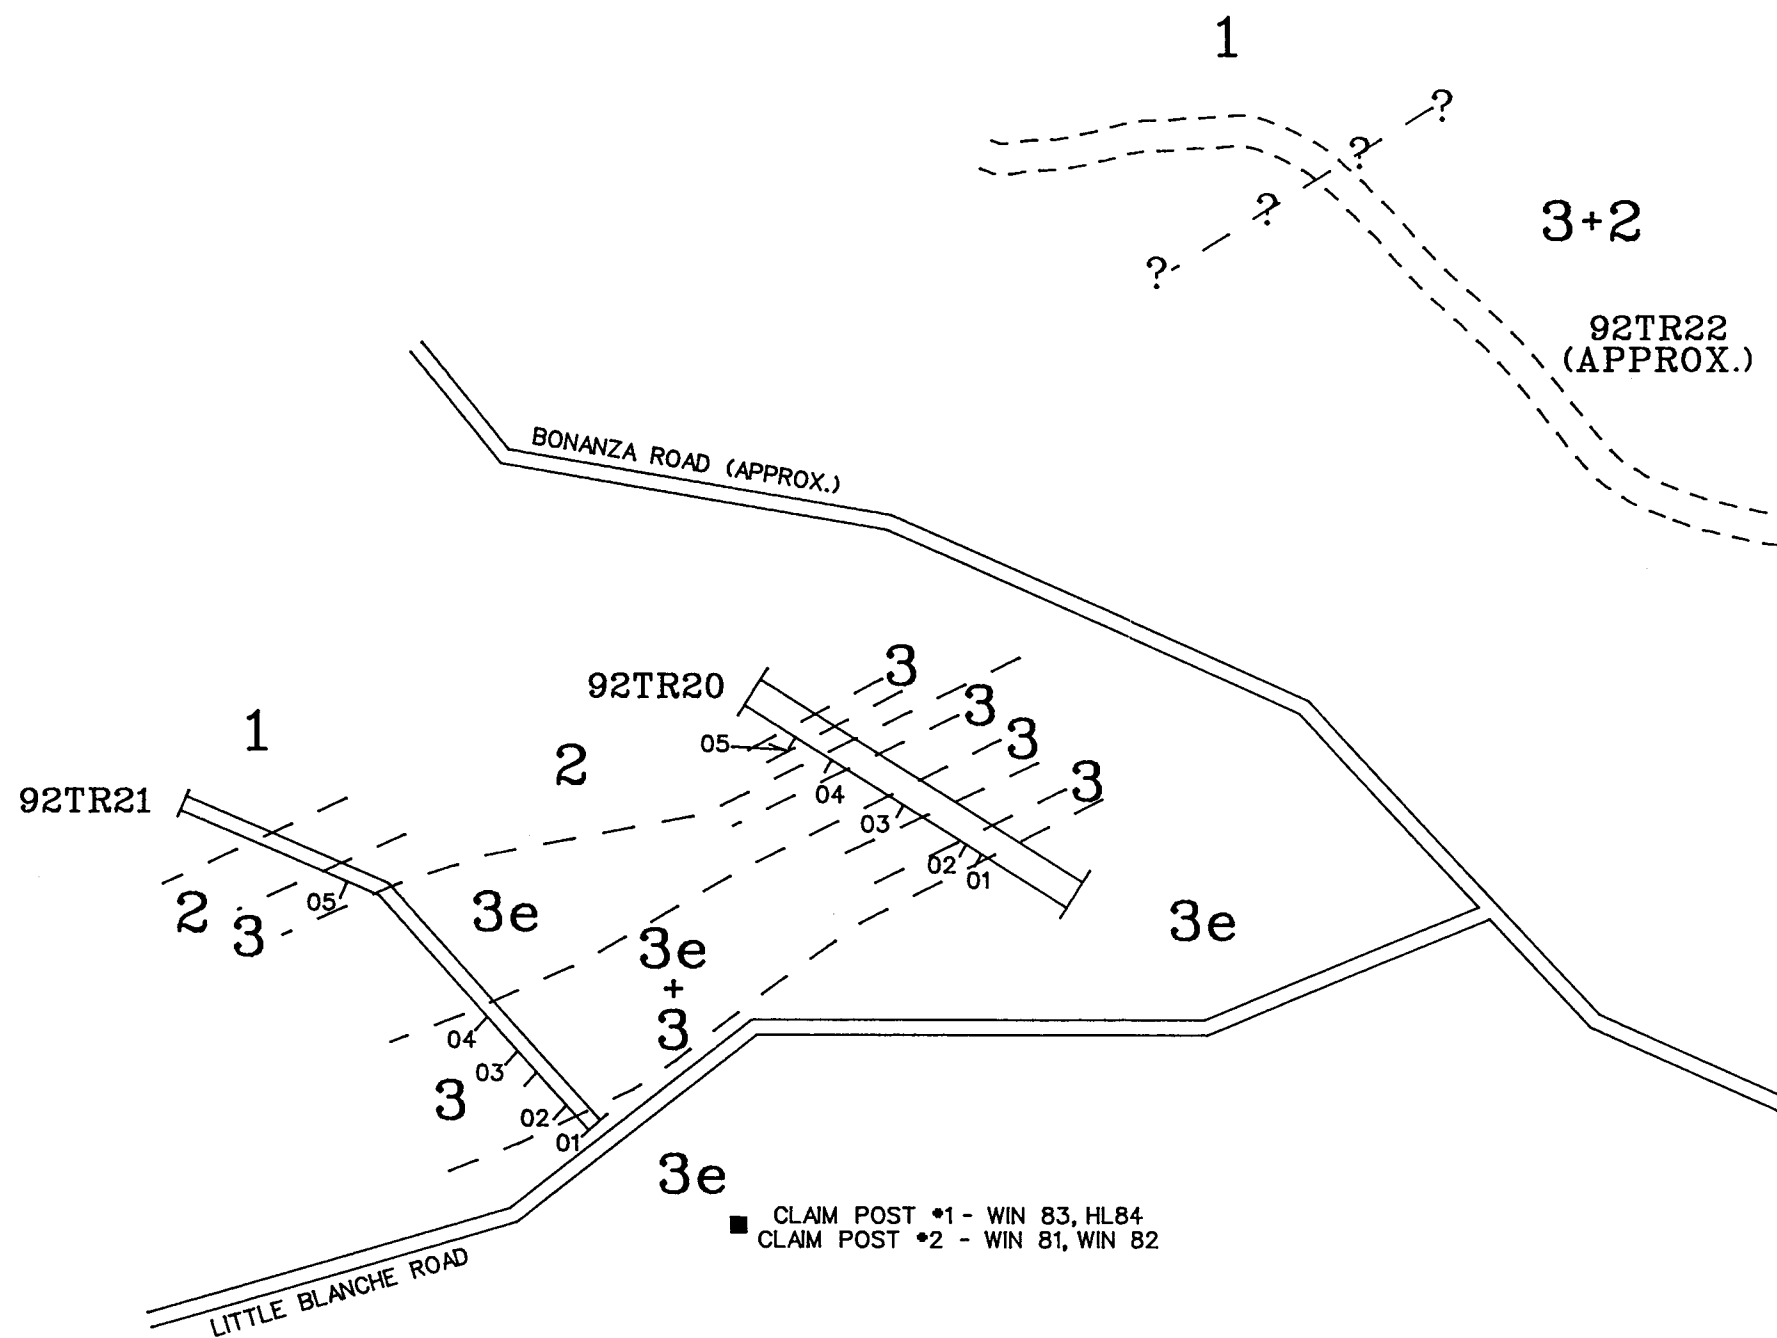 1
?
?
?
?
3+2
92TR22
(APPROX.)
BONANZA ROAD (APPROX.)
92TR20
3
3
3
3
1
2
92TR21
05
04
03
02
01
2
3
05
3e
3e
+
3
3e
04
03
02
01
3
3e
CLAIM POST #1 - WIN 83, HL84
CLAIM POST #2 - WIN 81, WIN 82
LITTLE BLANCHE ROAD